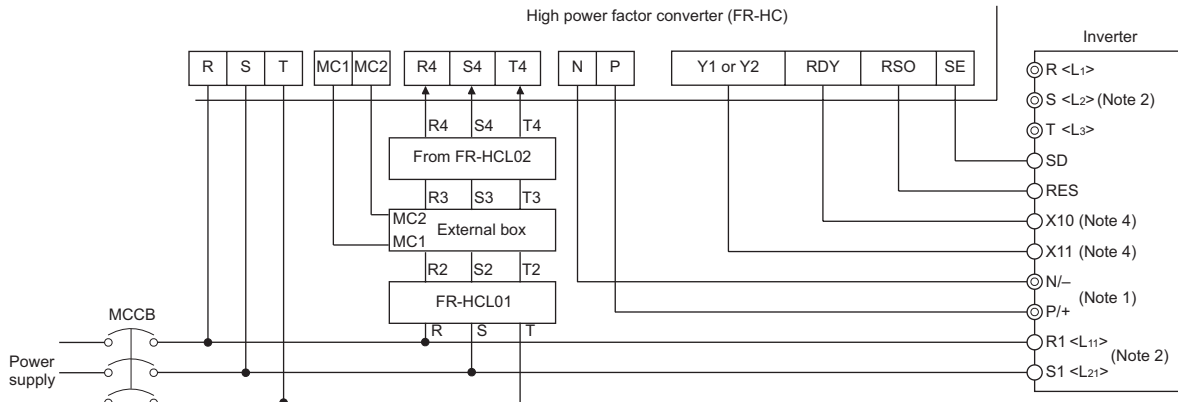 High power factor converter (FR-HC)
Inverter
R S T MC1 MC2 R4 S4 T4 N P Y1 or Y2 RDY RSO SE
R <L1>
S <L2> (Note 2)
T <L3>
R4 S4 T4
From FR-HCL02
SD
R3 S3 T3
RES
MC2
External box
X10 (Note 4)
MC1
X11 (Note 4)
R2 S2 T2
N/–
FR-HCL01
(Note 1)
MCCB
P/+
R S T
R1 <L11>
(Note 2)
Power
supply
S1 <L21>